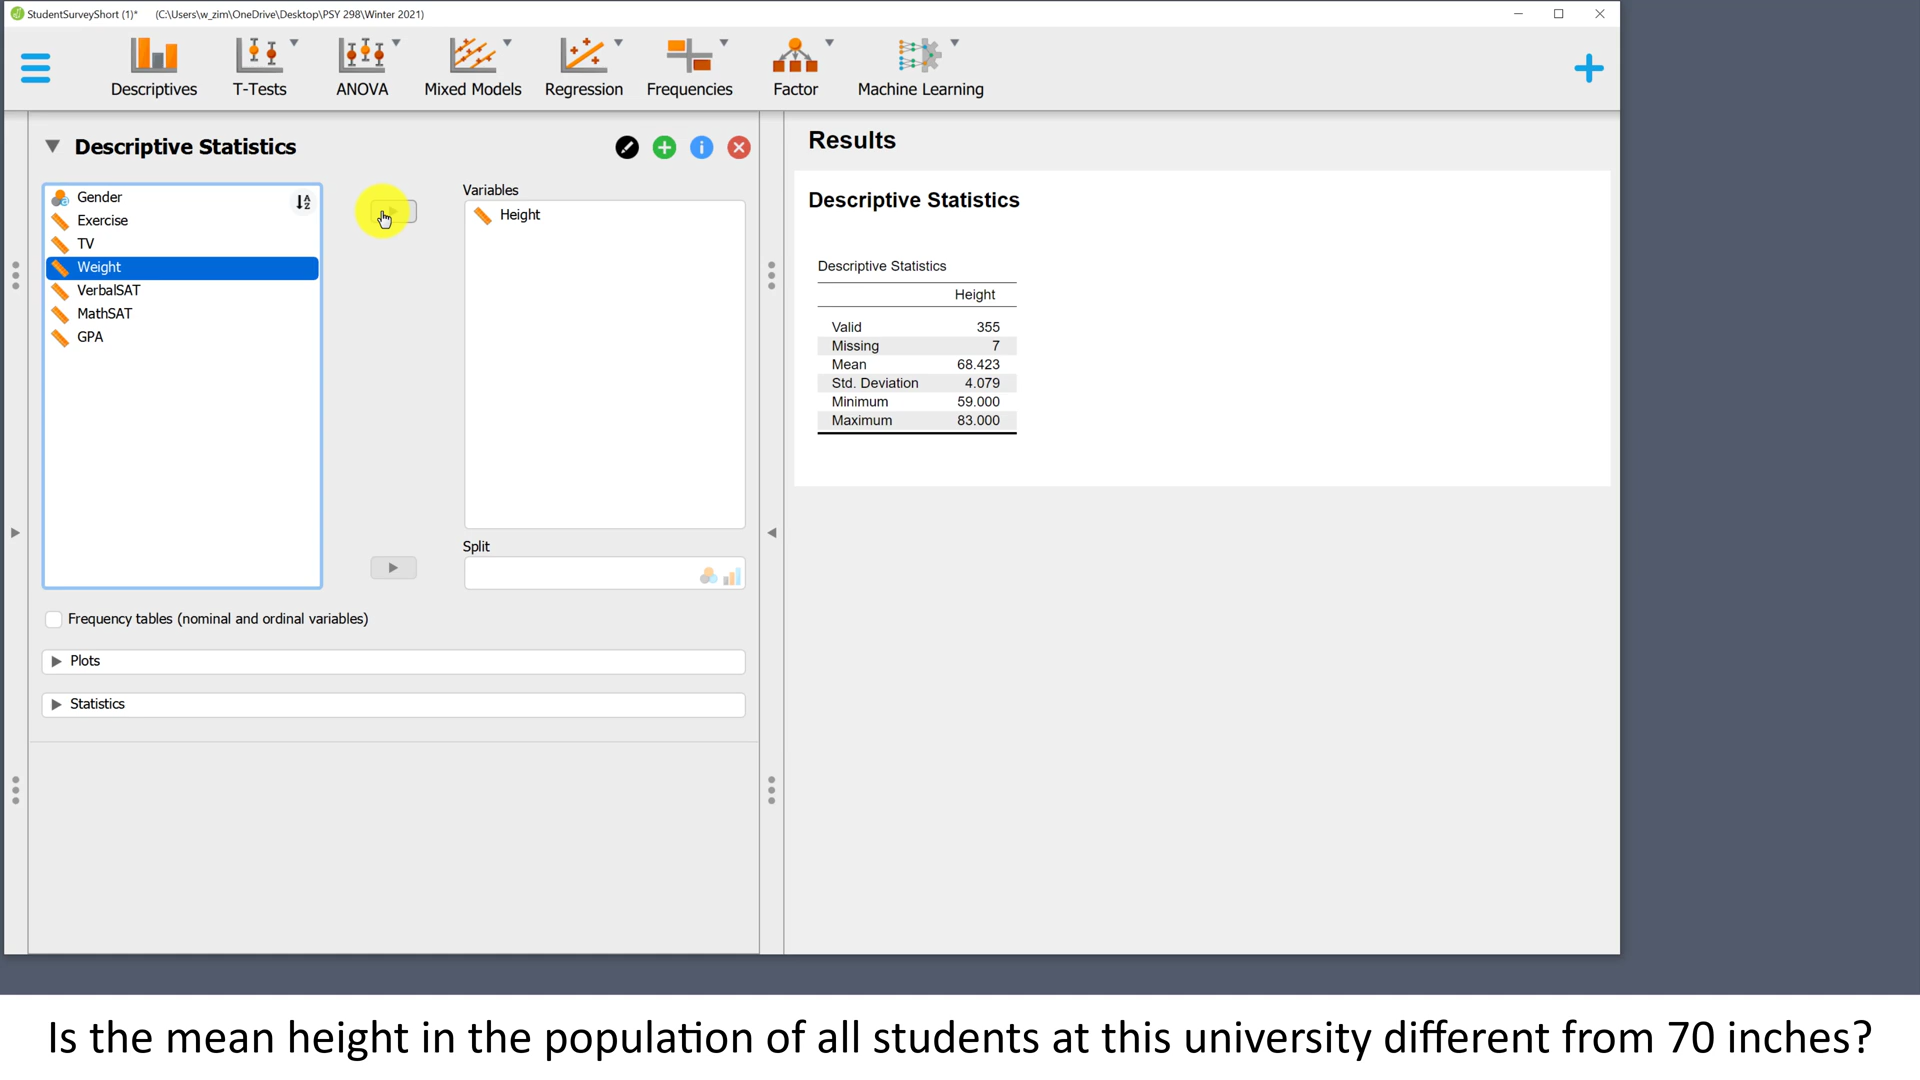 StudentSurveyShort (1)* (C:\Users\w_zim\OneDrive\Desktop\PSY 298\Winter 2021)
Descriptives T-Tests ANOVA Mixed Models Regression Frequencies Factor Machine Learning
Descriptive Statistics
Gender
Exercise
TV
Weight
VerbalSAT
MathSAT
GPA
Variables
Height
Split
Frequency tables (nominal and ordinal variables)
Plots
Statistics
Results
Descriptive Statistics
Descriptive Statistics
Height
Valid 355
Missing 7
Mean 68.423
Std. Deviation 4.079
Minimum 59.000
Maximum 83.000
Is the mean height in the population of all students at this university different from 70 inches?